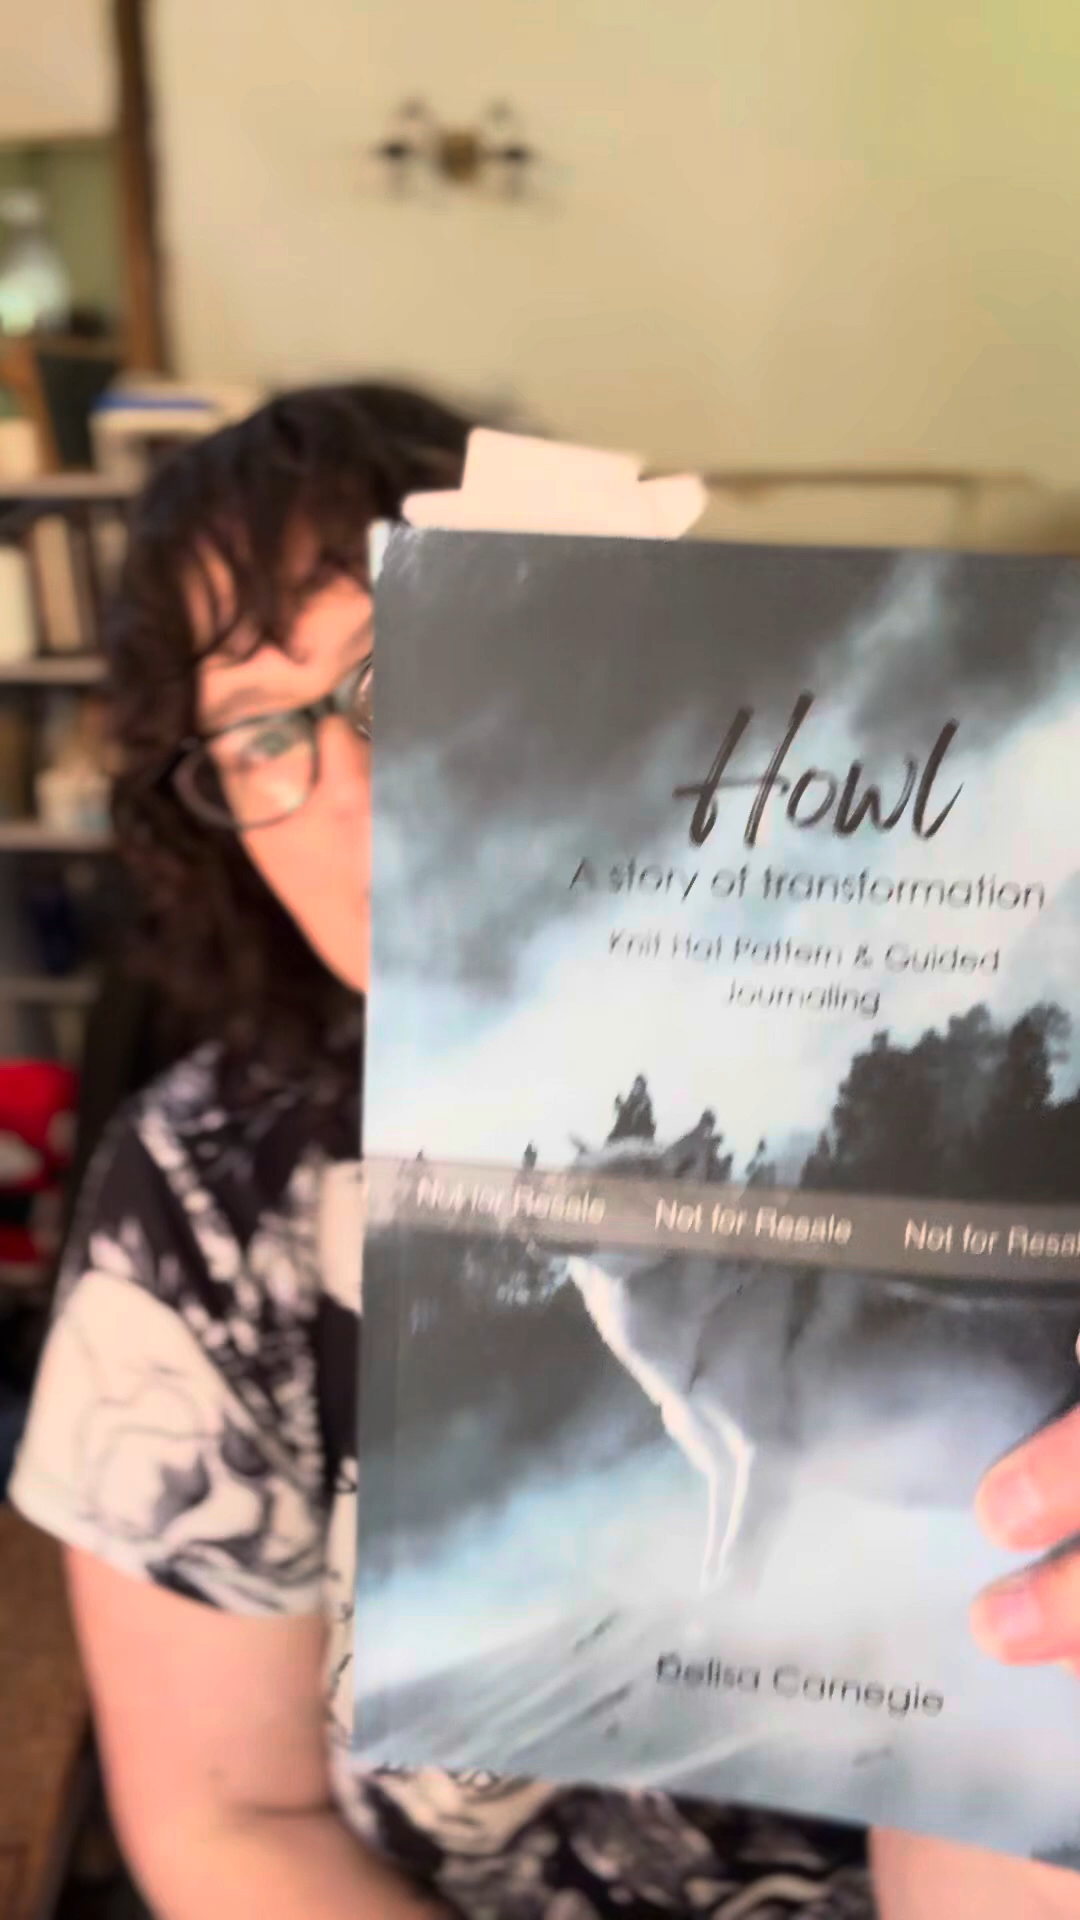 Howl
A story of transformation
Knit Hat Pattern & Guided
Journaling
Not for Resale Not for Resale Not for Resal
Delisa Carnegie